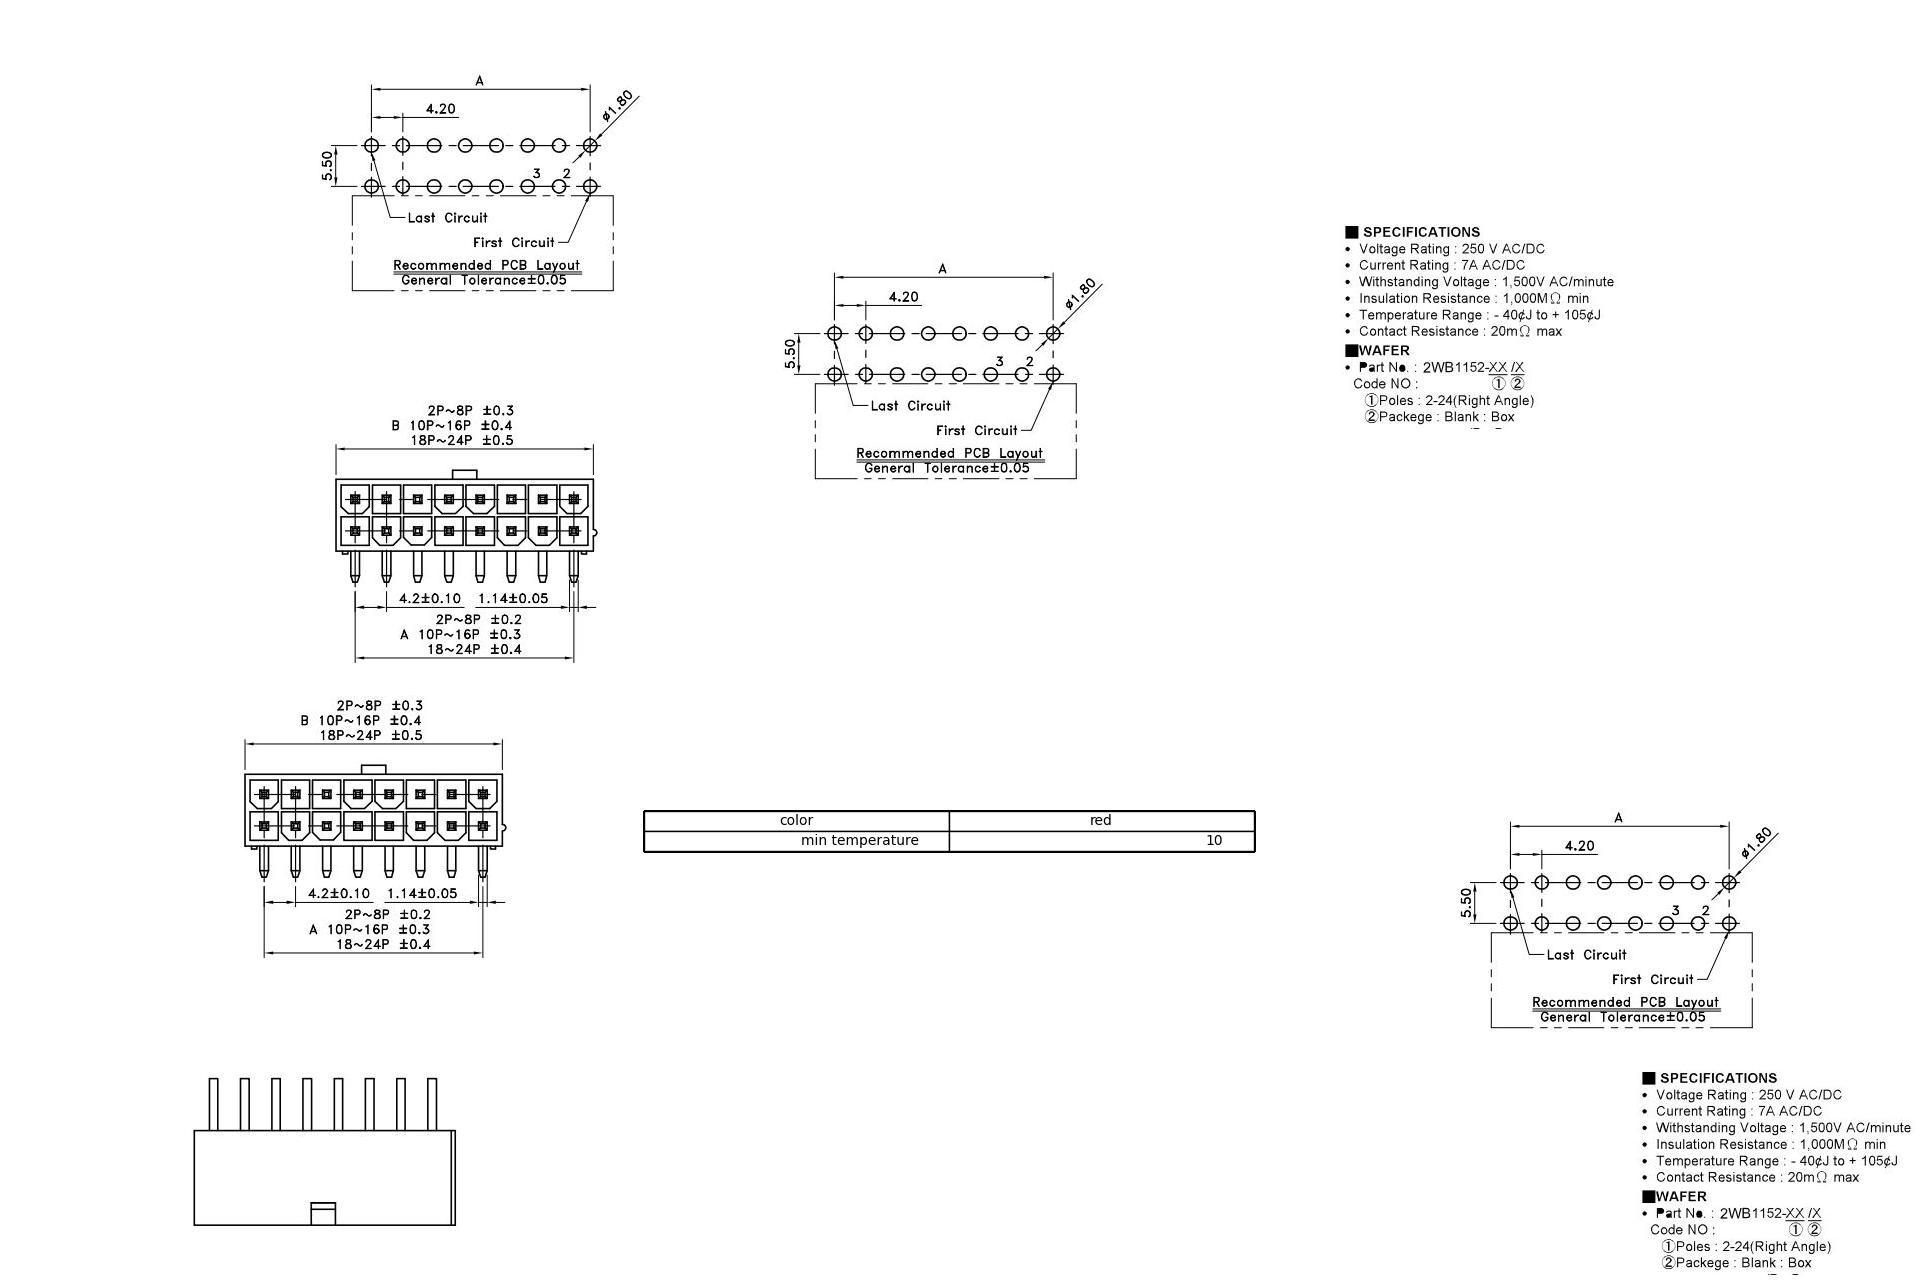 A
4.20
ø1.80
5.50
3 2
Last Circuit
First Circuit
Recommended PCB Layout
General Tolerance±0.05
A
4.20
ø1.80
5.50
3 2
Last Circuit
First Circuit
Recommended PCB Layout
General Tolerance±0.05
■ SPECIFICATIONS
• Voltage Rating : 250 V AC/DC
• Current Rating : 7A AC/DC
• Withstanding Voltage : 1,500V AC/minute
• Insulation Resistance : 1,000MΩ min
• Temperature Range : - 40¢J to + 105¢J
• Contact Resistance : 20mΩ max
■WAFER
• Part No. : 2WB1152-XX /X
Code NO : ① ②
①Poles : 2-24(Right Angle)
②Packege : Blank : Box
2P~8P ±0.3
B 10P~16P ±0.4
18P~24P ±0.5
4.2±0.10 1.14±0.05
2P~8P ±0.2
A 10P~16P ±0.3
18~24P ±0.4
2P~8P ±0.3
B 10P~16P ±0.4
18P~24P ±0.5
4.2±0.10 1.14±0.05
2P~8P ±0.2
A 10P~16P ±0.3
18~24P ±0.4
color red
min temperature 10
A
4.20
ø1.80
5.50
3 2
Last Circuit
First Circuit
Recommended PCB Layout
General Tolerance±0.05
■ SPECIFICATIONS
• Voltage Rating : 250 V AC/DC
• Current Rating : 7A AC/DC
• Withstanding Voltage : 1,500V AC/minute
• Insulation Resistance : 1,000MΩ min
• Temperature Range : - 40¢J to + 105¢J
• Contact Resistance : 20mΩ max
■WAFER
• Part No. : 2WB1152-XX /X
Code NO : ① ②
①Poles : 2-24(Right Angle)
②Packege : Blank : Box